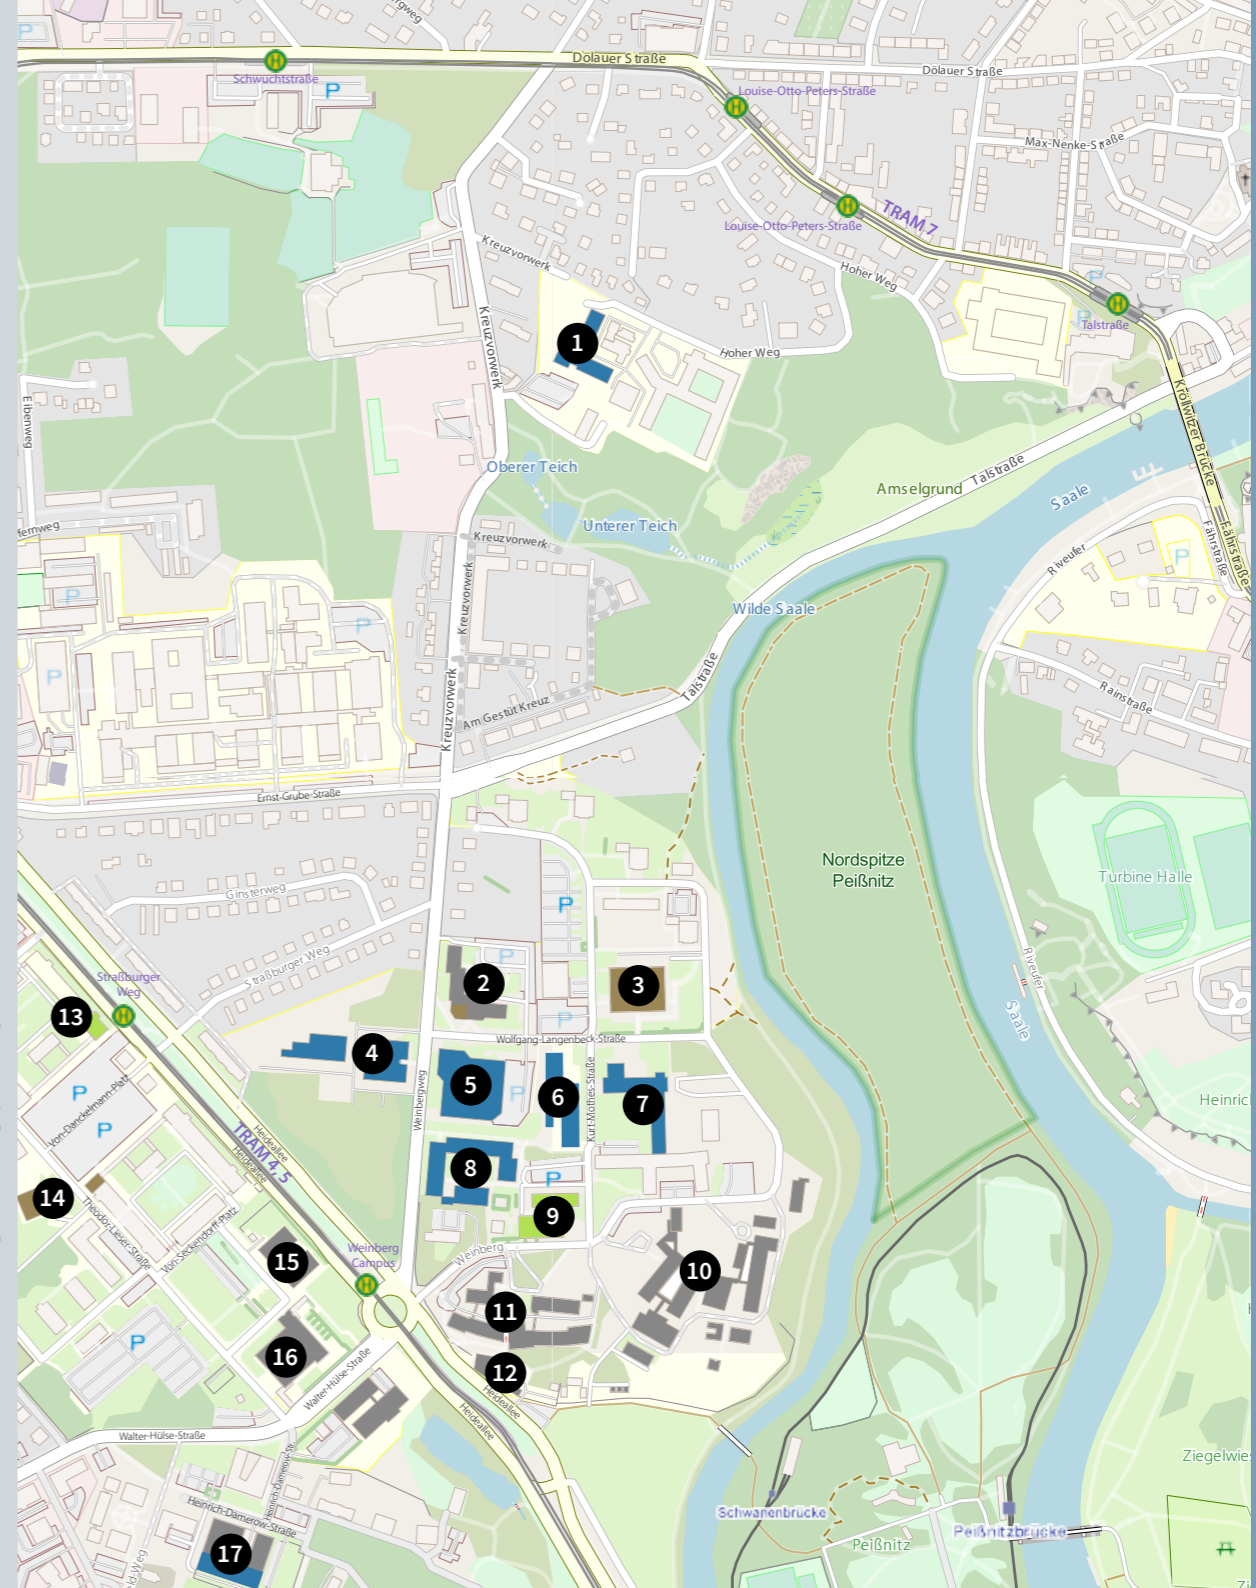 P
H
Schwuchtstraße
P
Dölauer Straße
Louise-Otto-Peters-Straße
H
Dölauer Straße
Max-Nenke-Straße
H
Louise-Otto-Peters-Straße
TRAM 7
Kreuzvorwerk
Hoher Weg
P
H
P
Talstraße
Kreuzvorwerk
1
Hoher Weg
Eibenweg
Kröllwitzer Brücke
Oberer Teich
Amselgrund
Talstraße
Saale
Unterer Teich
Kreuzvorwerk
Fährstraße
Fährstraße
Riveufer
P
P
Kreuzvorwerk
Wilde Saale
P
P
Talstraße
Rainstraße
Kreuzvorwerk
Am Gestüt Kreuz
Ernst-Grube-Straße
Nordspitze
Peißnitz
Turbine Halle
Ginsterweg
P
Straßburger Weg
P
Riveufer
Straßburger
Weg
2
3
13
H
P
Saale
Wolfgang-Langenbeck-Straße
4
5
6
7
P
P
P
Von-Danckelmann-Platz
Weinbergweg
Kurt-Mothes-Straße
Heinric
Heideallee
TRAM 4, 5
Heideallee
8
P
14
9
Theodor-Lieser-Straße
Von-Seckendorff-Platz
Weinberg
Campus
Weinberg
15
H
10
11
P
16
12
Walter-Hülse-Straße
Heideallee
Heideallee
Walter-Hülse-Straße
Ziegelwies
Heinrich-Damerow-Str.
Heinrich-Damerow-Straße
Schwanenbrücke
Peißnitzbrücke
Peißnitz
17